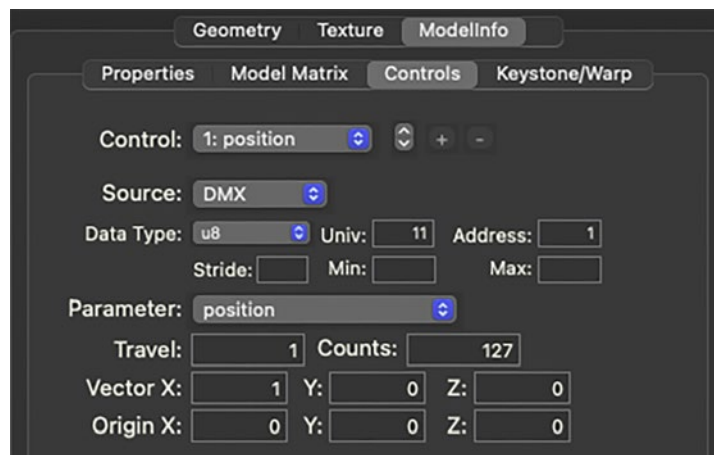 Geometry Texture ModelInfo
Properties Model Matrix Controls Keystone/Warp
Control: 1: position + -
Source: DMX
Data Type: u8 Univ: 11 Address: 1
Stride: Min: Max:
Parameter: position
Travel: 1 Counts: 127
Vector X: 1 Y: 0 Z: 0
Origin X: 0 Y: 0 Z: 0